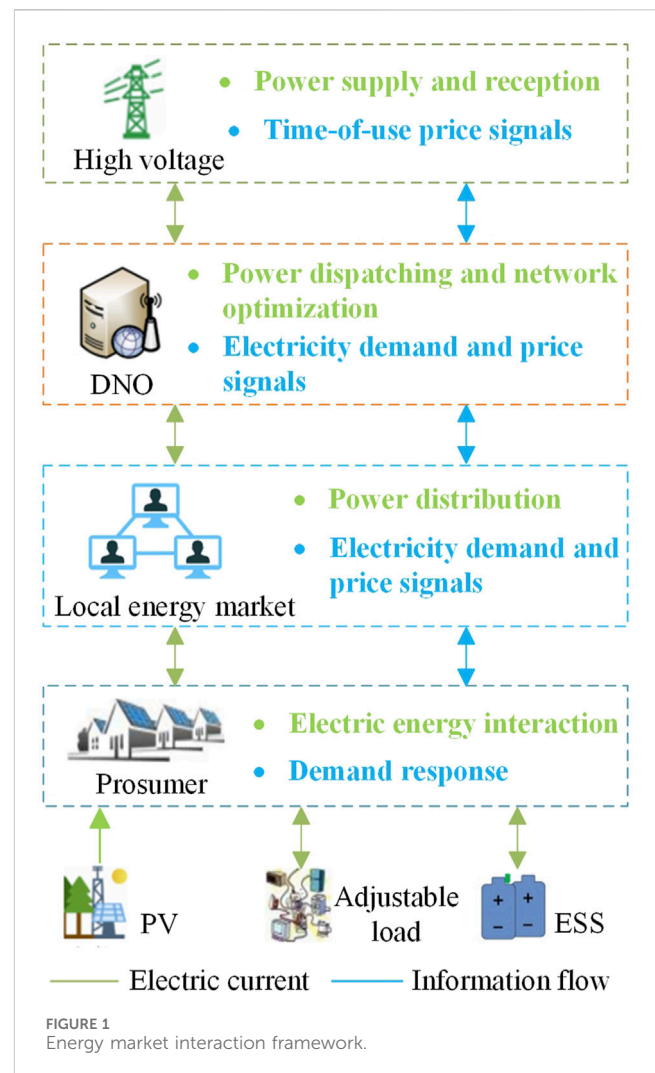 • Power supply and reception
• Time-of-use price signals
High voltage
• Power dispatching and network
optimization
• Electricity demand and price
signals
DNO
• Power distribution
• Electricity demand and
price signals
Local energy market
• Electric energy interaction
• Demand response
Prosumer
PV
Adjustable
load
+ +
− −
ESS
Electric current
Information flow
FIGURE 1
Energy market interaction framework.